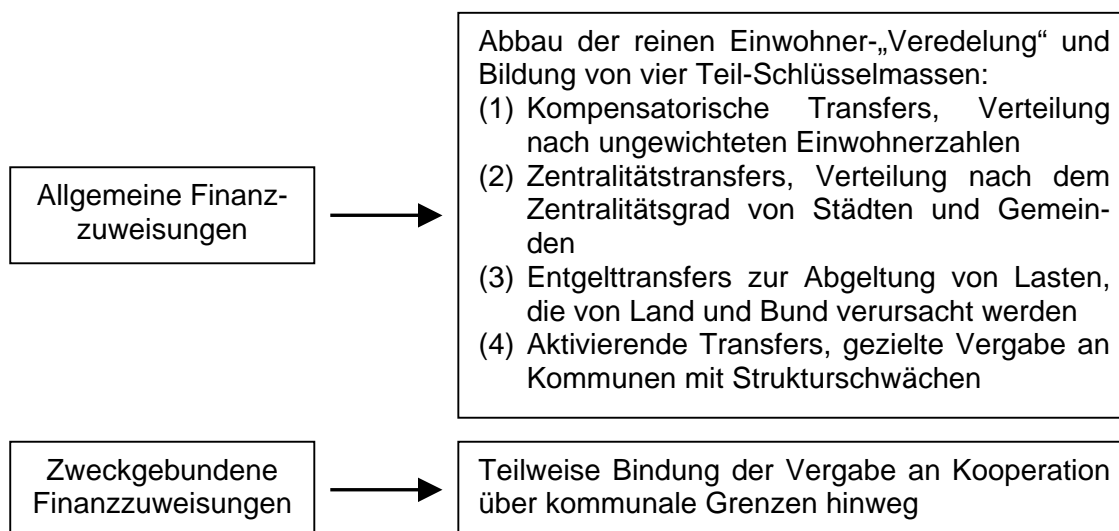 Abbau der reinen Einwohner-„Veredelung“ und
Bildung von vier Teil-Schlüsselmassen:
(1) Kompensatorische Transfers, Verteilung
nach ungewichteten Einwohnerzahlen
(2) Zentralitätstransfers, Verteilung nach dem
Zentralitätsgrad von Städten und Gemein-
den
(3) Entgelttransfers zur Abgeltung von Lasten,
die von Land und Bund verursacht werden
(4) Aktivierende Transfers, gezielte Vergabe an
Kommunen mit Strukturschwächen
Allgemeine Finanz-
zuweisungen
Zweckgebundene
Finanzzuweisungen
Teilweise Bindung der Vergabe an Kooperation
über kommunale Grenzen hinweg